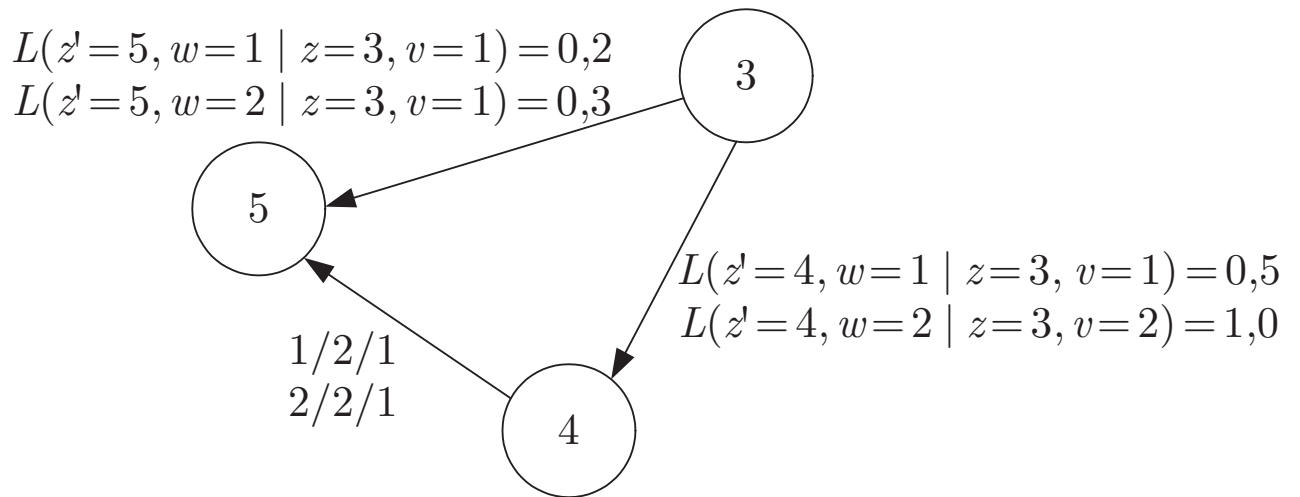 L(z'=5, w=1 | z=3, v=1)=0,2
L(z'=5, w=2 | z=3, v=1)=0,3
3
5
L(z'=4, w=1 | z=3, v=1)=0,5
L(z'=4, w=2 | z=3, v=2)=1,0
1/2/1
2/2/1
4